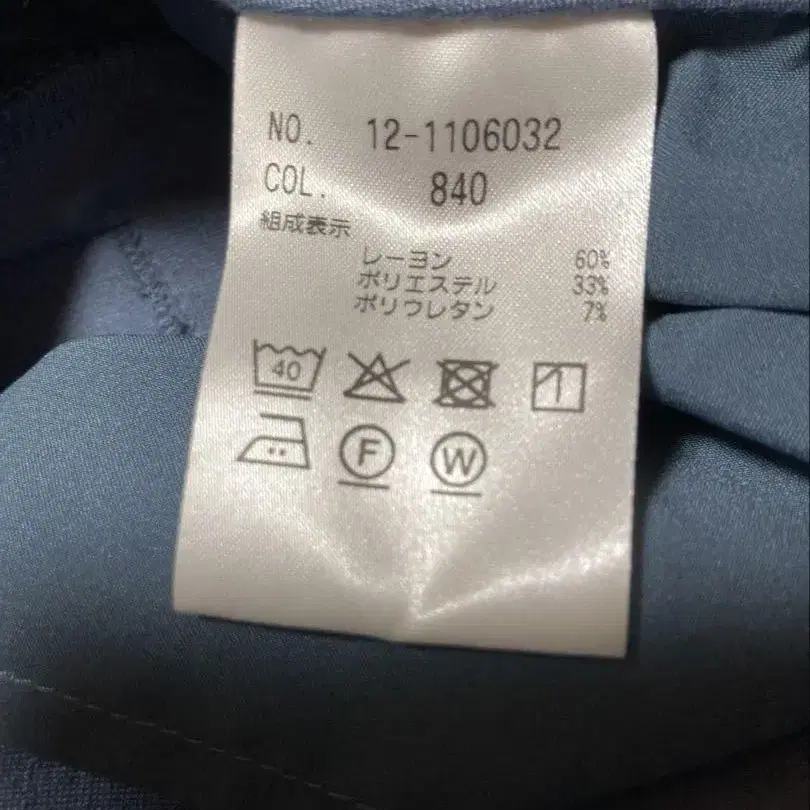 NO. 12-1106032
COL. 840
組成表示
レーヨン 60%
ポリエステル 33%
ポリウレタン 7%
40
F W